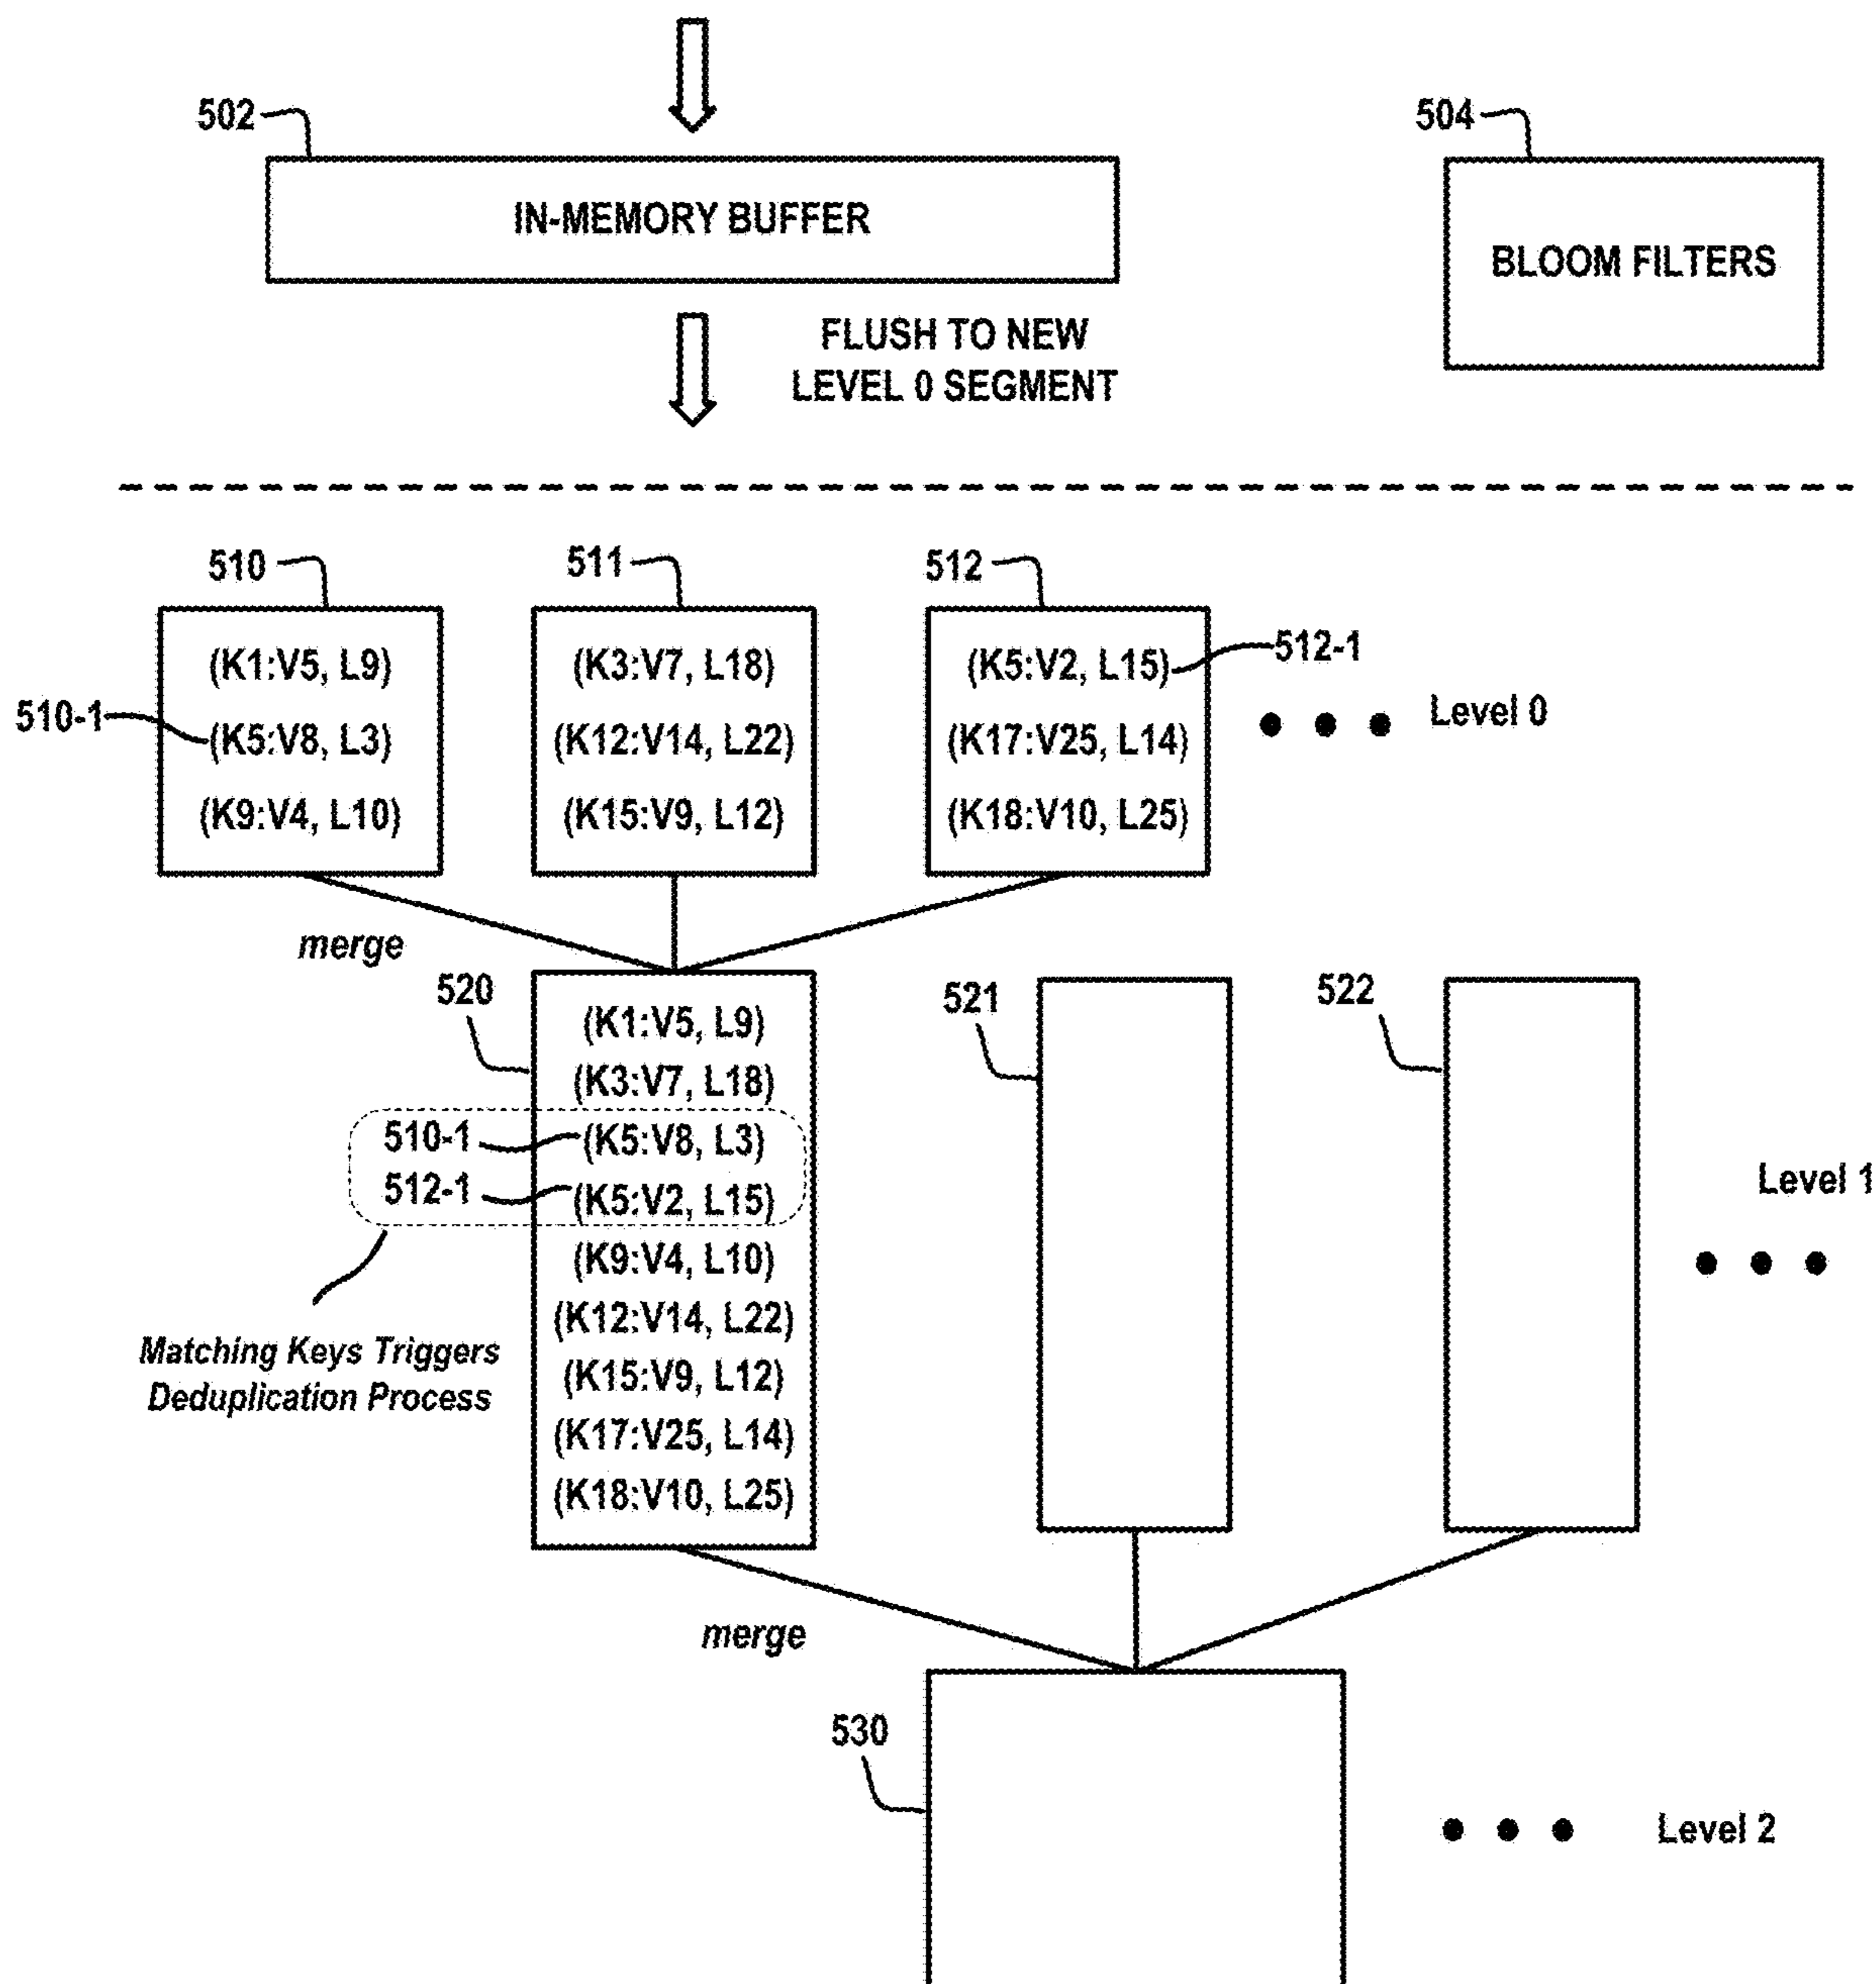 502
504
IN-MEMORY BUFFER
BLOOM FILTERS
FLUSH TO NEW
LEVEL 0 SEGMENT
510
511
512
(K1:V5, L9)
(K3:V7, L18)
(K5:V2, L15)
512-1
510-1
(K5:V8, L3)
(K12:V14, L22)
(K17:V25, L14)
Level 0
(K9:V4, L10)
(K15:V9, L12)
(K18:V10, L25)
merge
520
521
522
(K1:V5, L9)
(K3:V7, L18)
510-1
(K5:V8, L3)
512-1
(K5:V2, L15)
Level 1
(K9:V4, L10)
(K12:V14, L22)
Matching Keys Triggers
Deduplication Process
(K15:V9, L12)
(K17:V25, L14)
(K18:V10, L25)
merge
530
Level 2